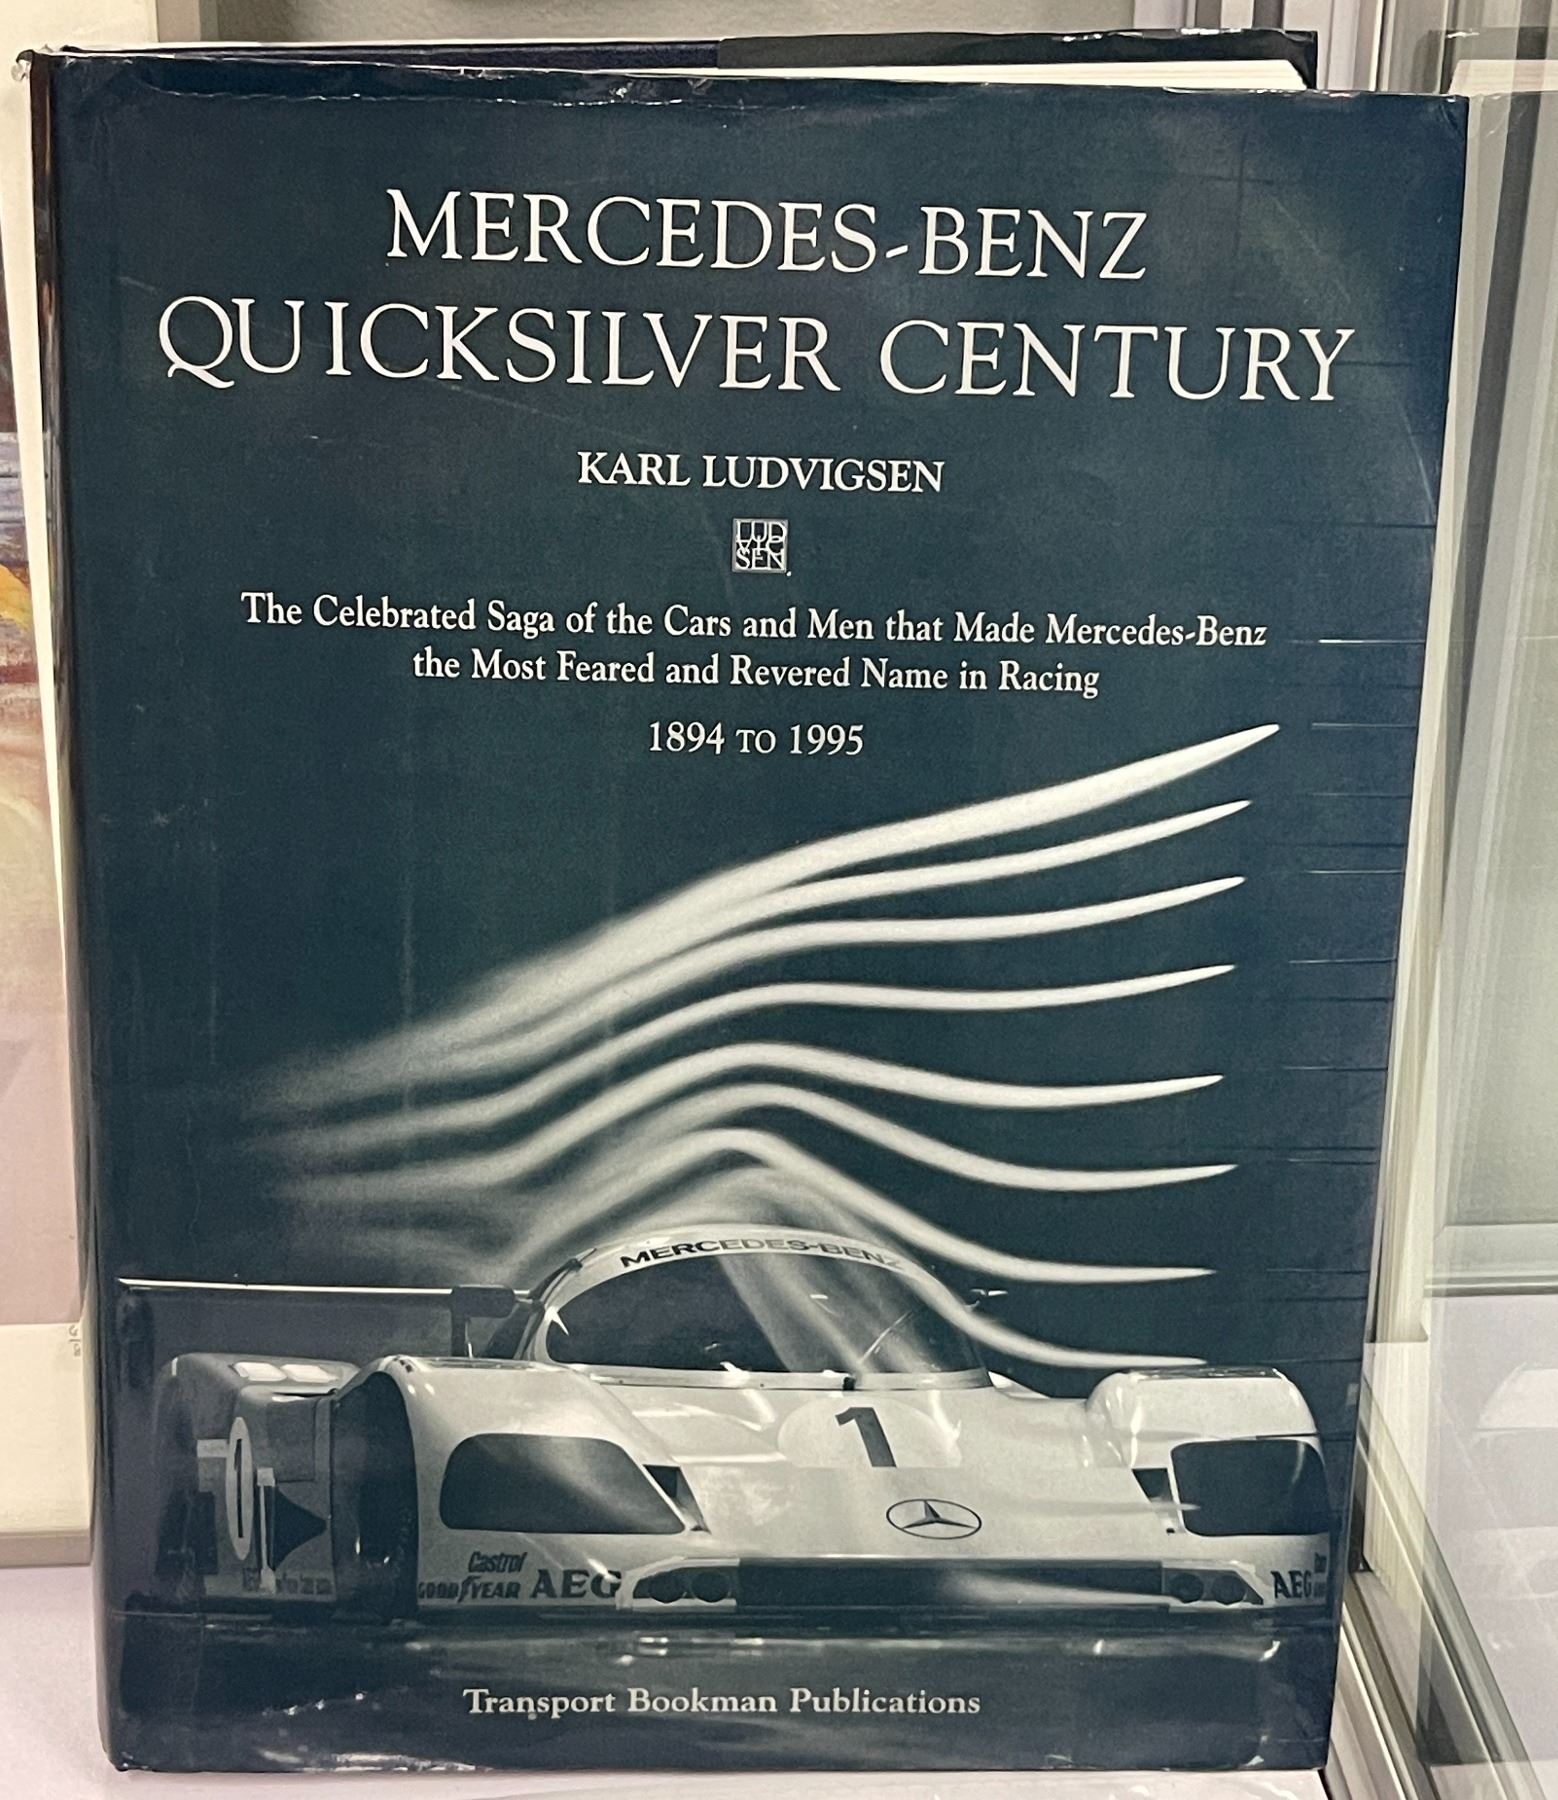 MERCEDES-BENZ
QUICKSILVER CENTURY
KARL LUDVIGSEN
LUD
VIG
SEN
The Celebrated Saga of the Cars and Men that Made Mercedes-Benz
the Most Feared and Revered Name in Racing
1894 TO 1995
MERCEDES-BENZ
1
1
Castrol
GOODYEAR AEG
AEG
Transport Bookman Publications